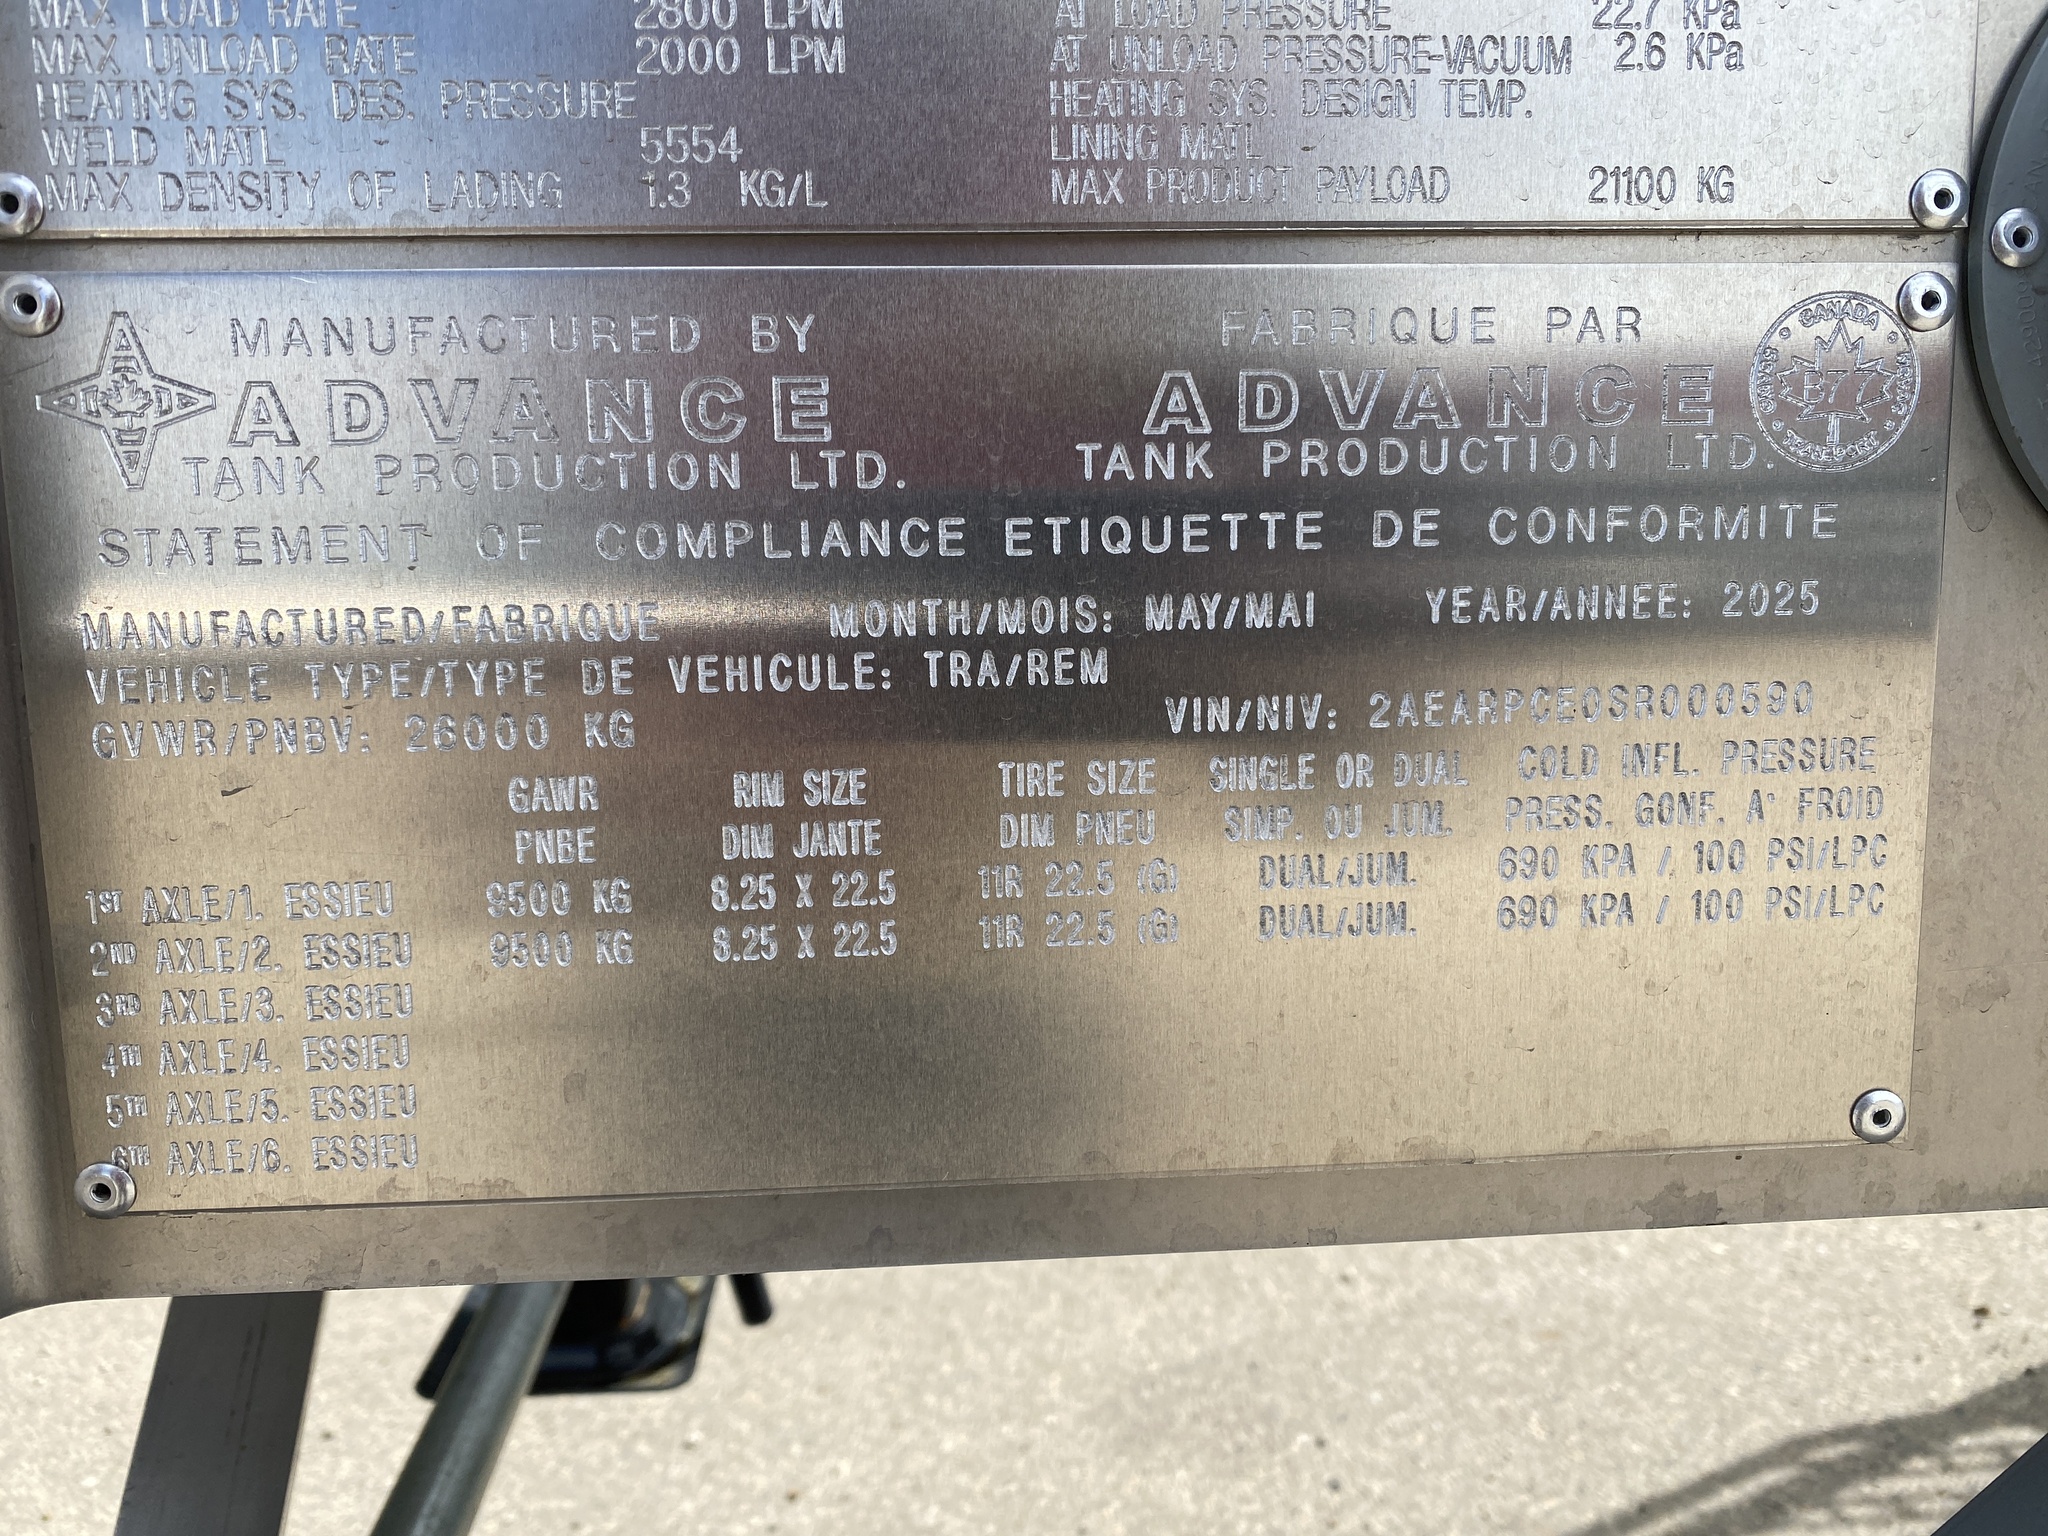 MAX LOAD RATE 2800 LPM AT LOAD PRESSURE 22.7 KPa
MAX UNLOAD RATE 2000 LPM AT UNLOAD PRESSURE-VACUUM 2.6 KPa
HEATING SYS. DES. PRESSURE HEATING SYS. DESIGN TEMP.
WELD MATL 5554 LINING MATL
MAX DENSITY OF LADING 1.3 KG/L MAX PRODUCT PAYLOAD 21100 KG
MANUFACTURED BY FABRIQUE PAR
ADVANCE ADVANCE
TANK PRODUCTION LTD. TANK PRODUCTION LTD.
CANADA
B77
TRANSPORT
STATEMENT OF COMPLIANCE ETIQUETTE DE CONFORMITE
MANUFACTURED/FABRIQUE MONTH/MOIS: MAY/MAI YEAR/ANNEE: 2025
VEHICLE TYPE/TYPE DE VEHICULE: TRA/REM
GVWR/PNBV: 26000 KG VIN/NIV: 2AEARPCE0SR000590
GAWR RIM SIZE TIRE SIZE SINGLE OR DUAL COLD INFL. PRESSURE
PNBE DIM JANTE DIM PNEU SIMP. OU JUM. PRESS. GONF. A` FROID
1ST AXLE/1. ESSIEU 9500 KG 8.25 X 22.5 11R 22.5 (G) DUAL/JUM. 690 KPA / 100 PSI/LPC
2ND AXLE/2. ESSIEU 9500 KG 8.25 X 22.5 11R 22.5 (G) DUAL/JUM. 690 KPA / 100 PSI/LPC
3RD AXLE/3. ESSIEU
4TH AXLE/4. ESSIEU
5TH AXLE/5. ESSIEU
6TH AXLE/6. ESSIEU